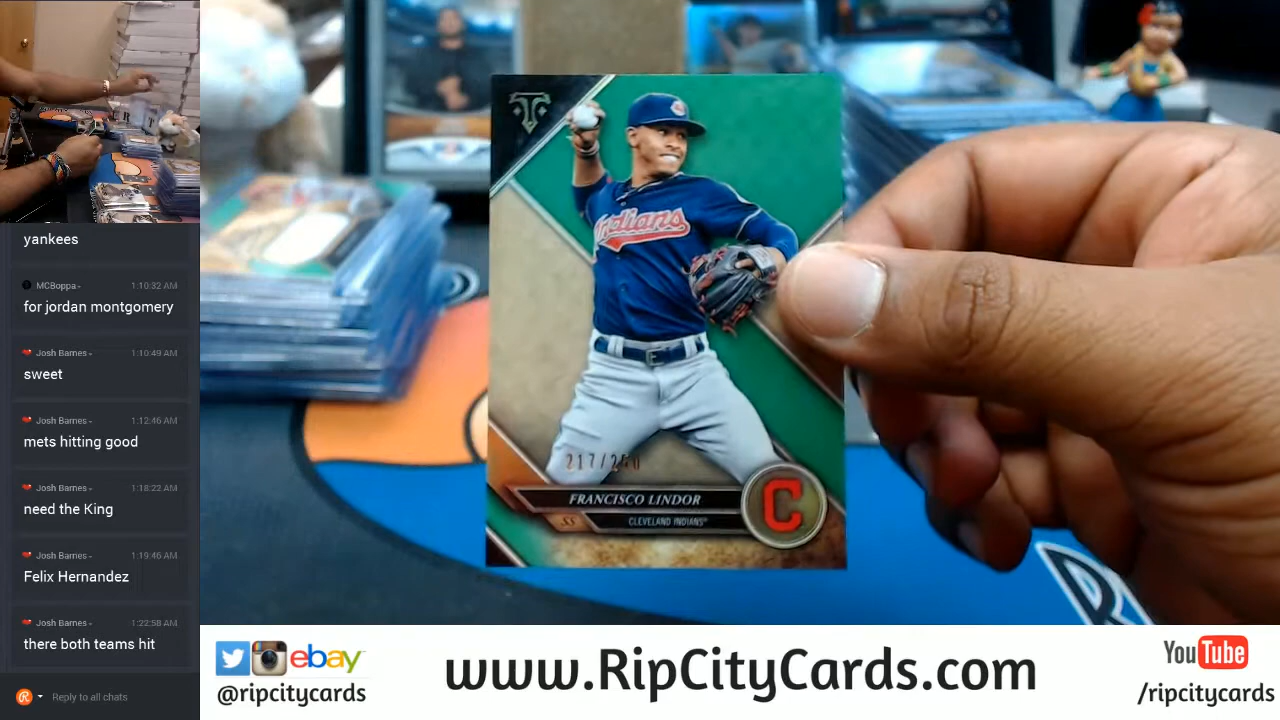 yankees
MCBoppa
1:10:32 AM
for jordan montgomery
Josh Barnes
1:10:49 AM
sweet
Josh Barnes
1:12:46 AM
mets hitting good
Josh Barnes
1:18:22 AM
need the King
Josh Barnes
1:19:46 AM
Felix Hernandez
Josh Barnes
1:22:58 AM
there both teams hit
Reply to all chats
Indians
217/250
FRANCISCO LINDOR
SS
CLEVELAND INDIANS
C
R
ebay
@ripcitycards
www.RipCityCards.com
YouTube
/ripcitycards